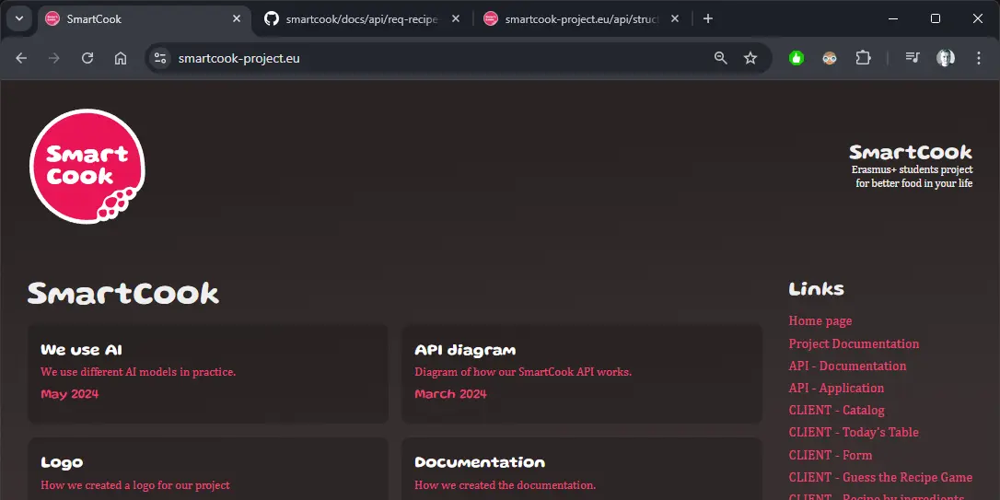 SmartCook
smartcook/docs/api/req-recipe
smartcook-project.eu/api/struct
smartcook-project.eu
Smart
Cook
SmartCook
Erasmus+ students project
for better food in your life
SmartCook
We use AI
We use different AI models in practice.
May 2024
API diagram
Diagram of how our SmartCook API works.
March 2024
Logo
How we created a logo for our project
Documentation
How we created the documentation.
Links
Home page
Project Documentation
API - Documentation
API - Application
CLIENT - Catalog
CLIENT - Today's Table
CLIENT - Form
CLIENT - Guess the Recipe Game
CLIENT - Recipe by ingredients